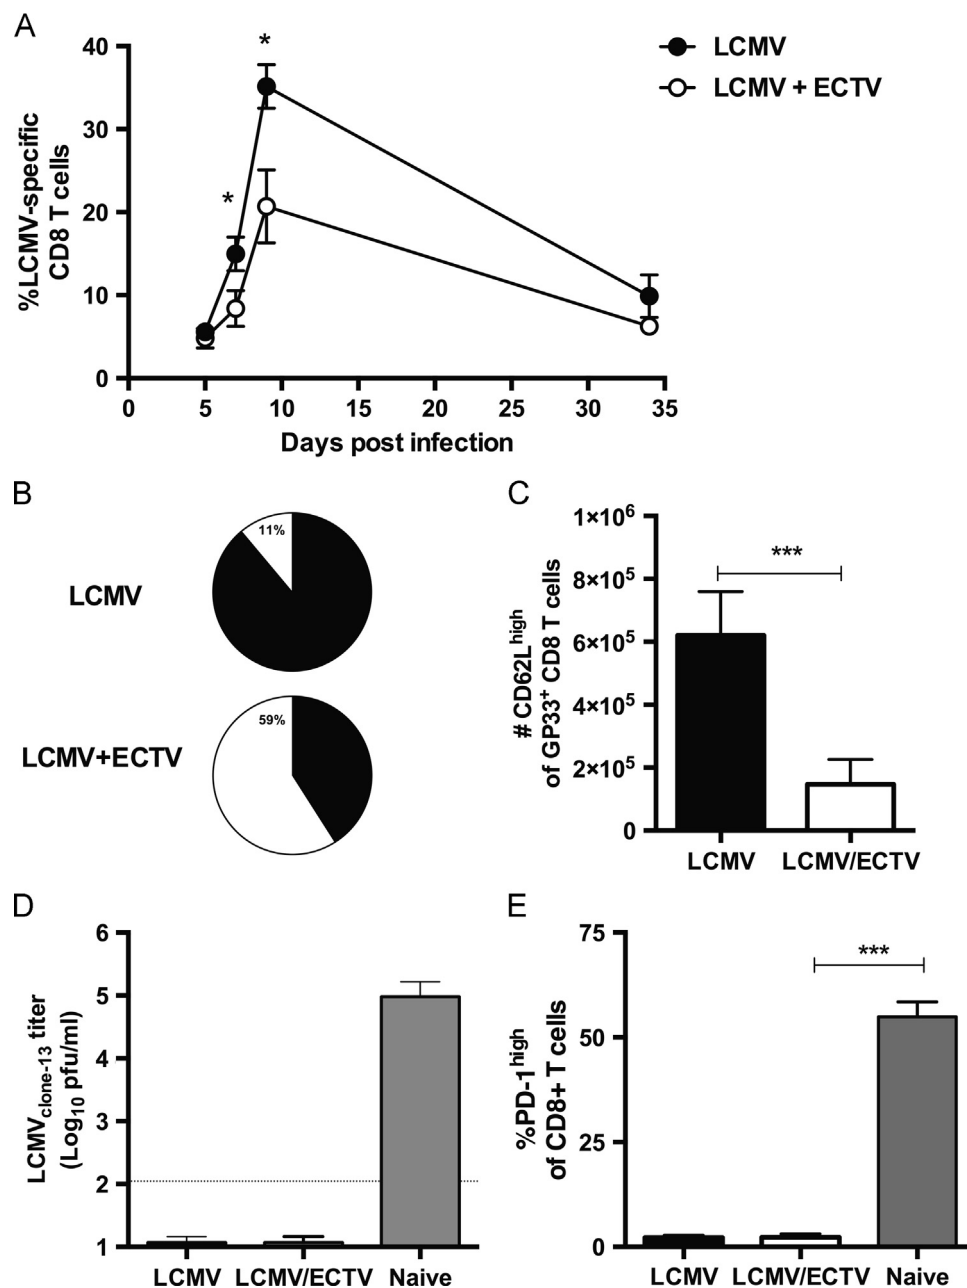 A
*
*
LCMV
LCMV + ECTV
40
30
20
10
0
%LCMV-specific
CD8 T cells
0 5 10 15 20 25 30 35
Days post infection
B
11%
LCMV
59%
LCMV+ECTV
C
***
1×10⁶
8×10⁵
6×10⁵
4×10⁵
2×10⁵
0
# CD62Lʰⁱᵍʰ
of GP33⁺ CD8 T cells
LCMV LCMV/ECTV
D
6
5
4
3
2
1
LCMVclone-13 titer
(Log₁₀ pfu/ml)
LCMV LCMV/ECTV Naive
E
***
75
50
25
0
%PD-1ʰⁱᵍʰ
of CD8+ T cells
LCMV LCMV/ECTV Naive